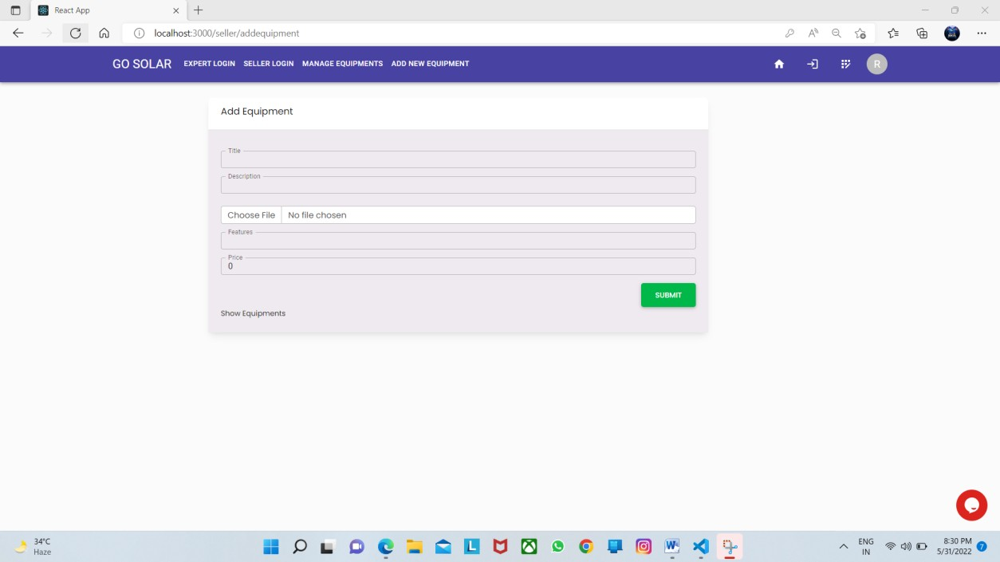 React App
localhost:3000/seller/addequipment
GO SOLAR EXPERT LOGIN SELLER LOGIN MANAGE EQUIPMENTS ADD NEW EQUIPMENT R
Add Equipment
Title
Description
Choose File No file chosen
Features
Price
0
SUBMIT
Show Equipments
34°C
Haze
L
W
ENG
IN
8:30 PM
5/31/2022
7